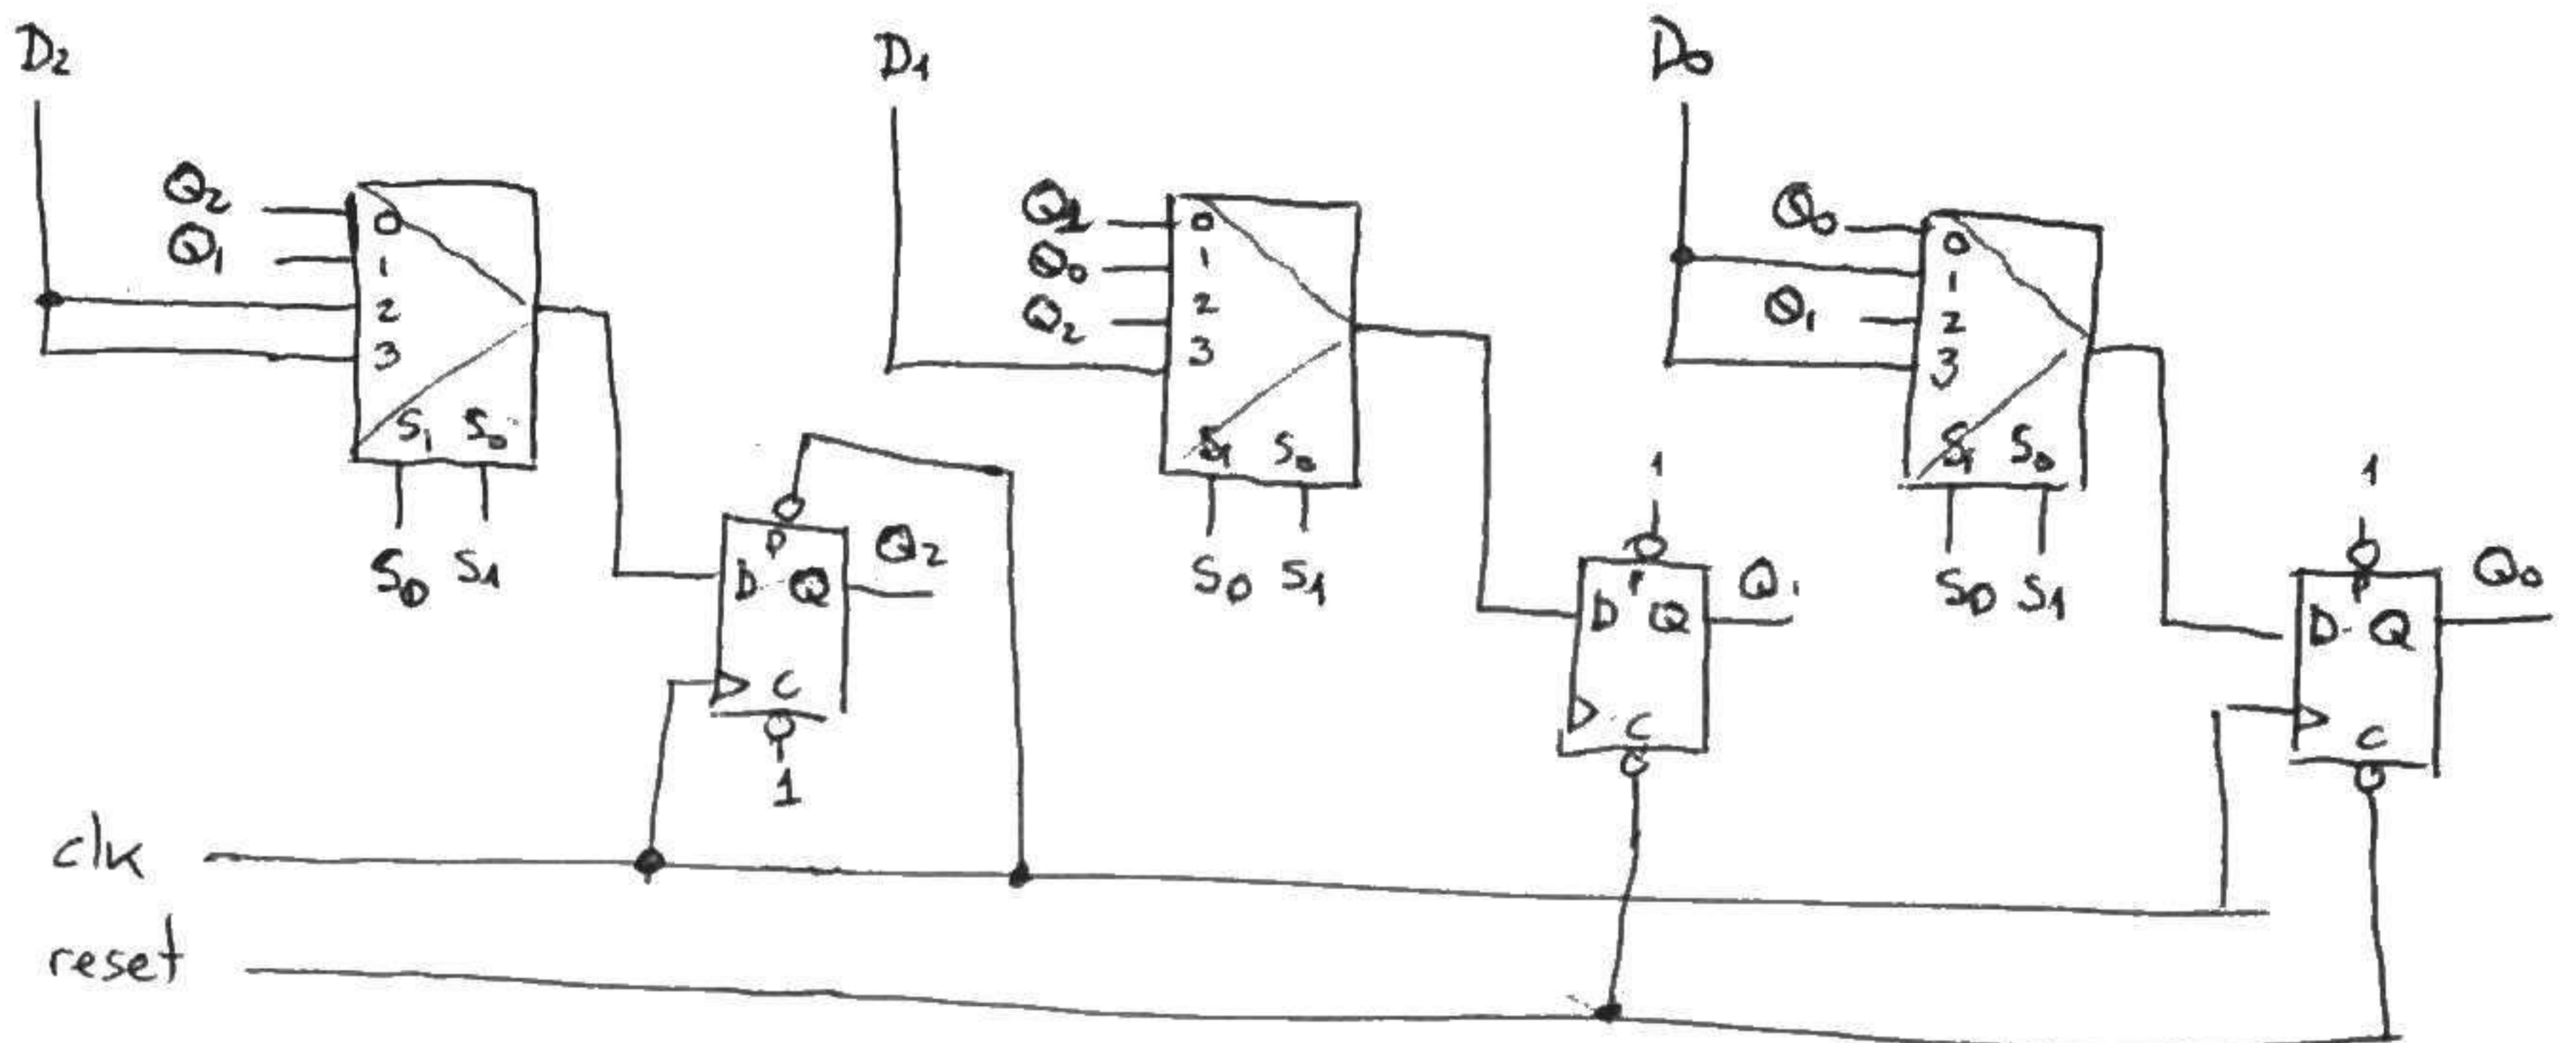 D2 D1 D0
Q2 0 Q1 0 Q0 0
Q1 1 Q0 1 1
2 Q2 2 Q1 2
3 3 3
S1 S0 S1 S0 S1 S0
S0 S1 S0 S1 S0 S1
1 1
P P P
D Q Q2 D Q Q1 D Q Q0
C C C
1
clk
reset